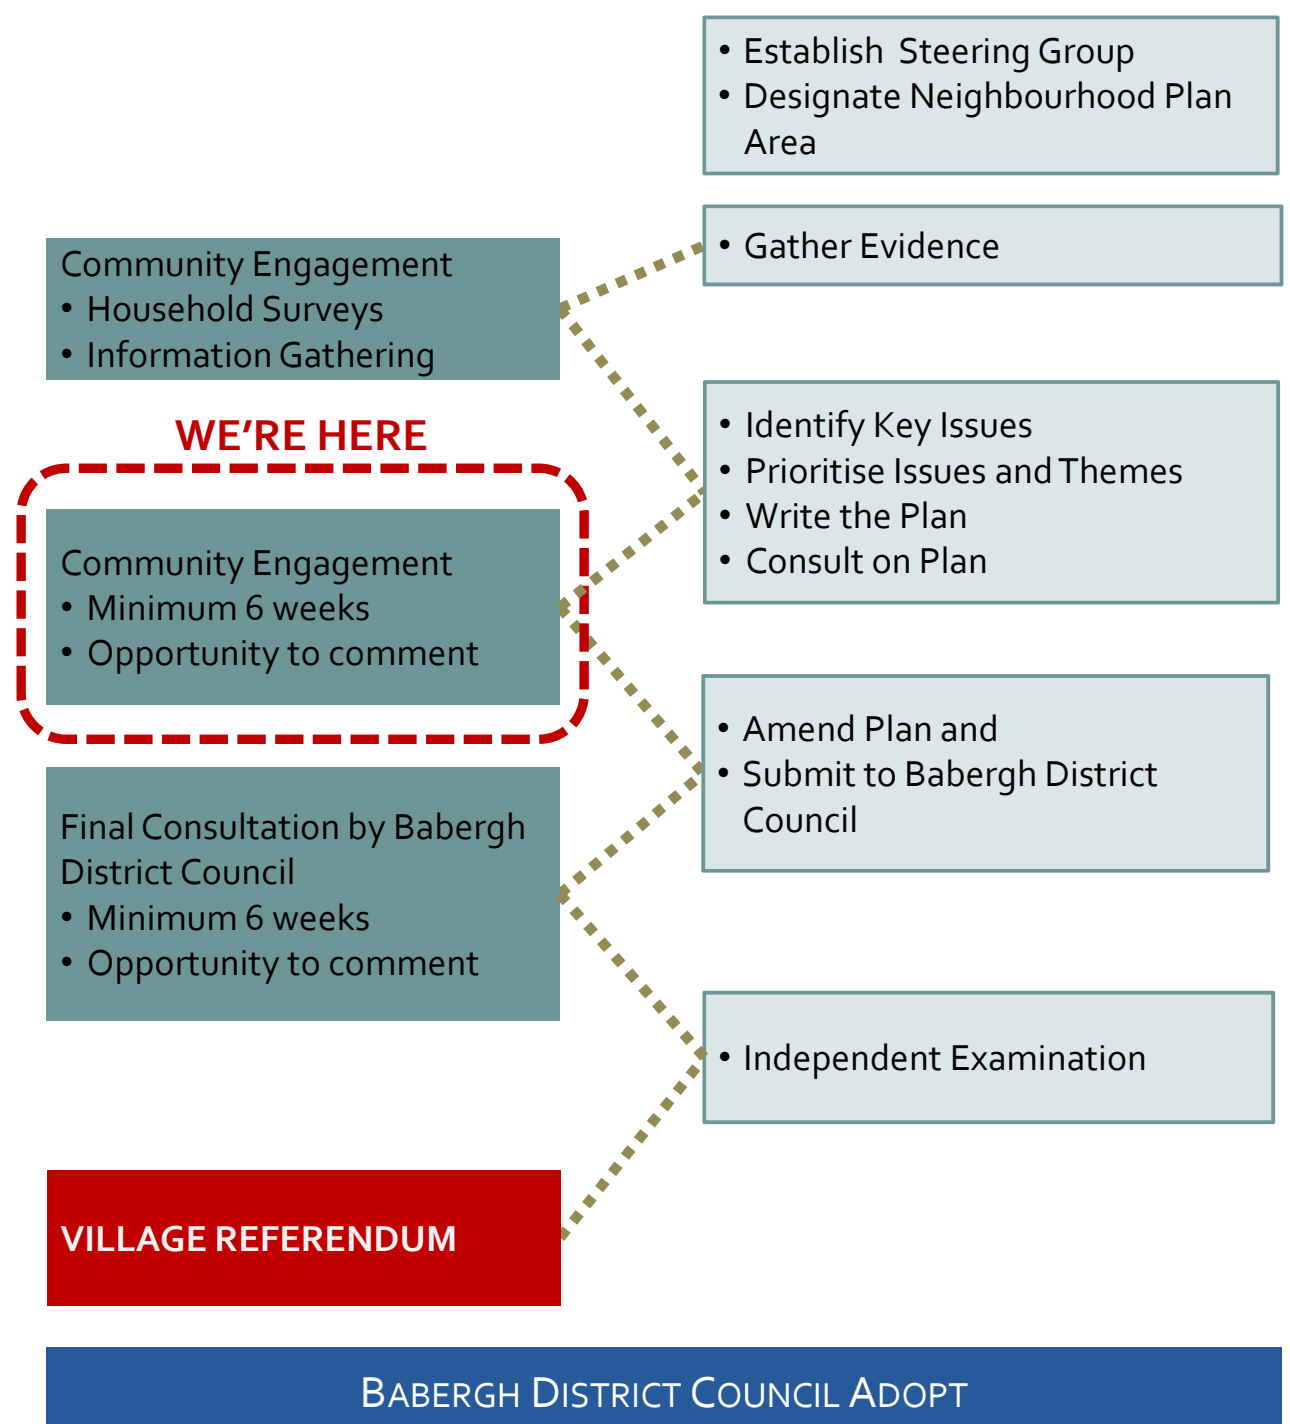 • Establish Steering Group
• Designate Neighbourhood Plan
Area
• Gather Evidence
Community Engagement
• Household Surveys
• Information Gathering
• Identify Key Issues
• Prioritise Issues and Themes
• Write the Plan
• Consult on Plan
WE’RE HERE
Community Engagement
• Minimum 6 weeks
• Opportunity to comment
• Amend Plan and
• Submit to Babergh District
Council
Final Consultation by Babergh
District Council
• Minimum 6 weeks
• Opportunity to comment
• Independent Examination
VILLAGE REFERENDUM
BABERGH DISTRICT COUNCIL ADOPT